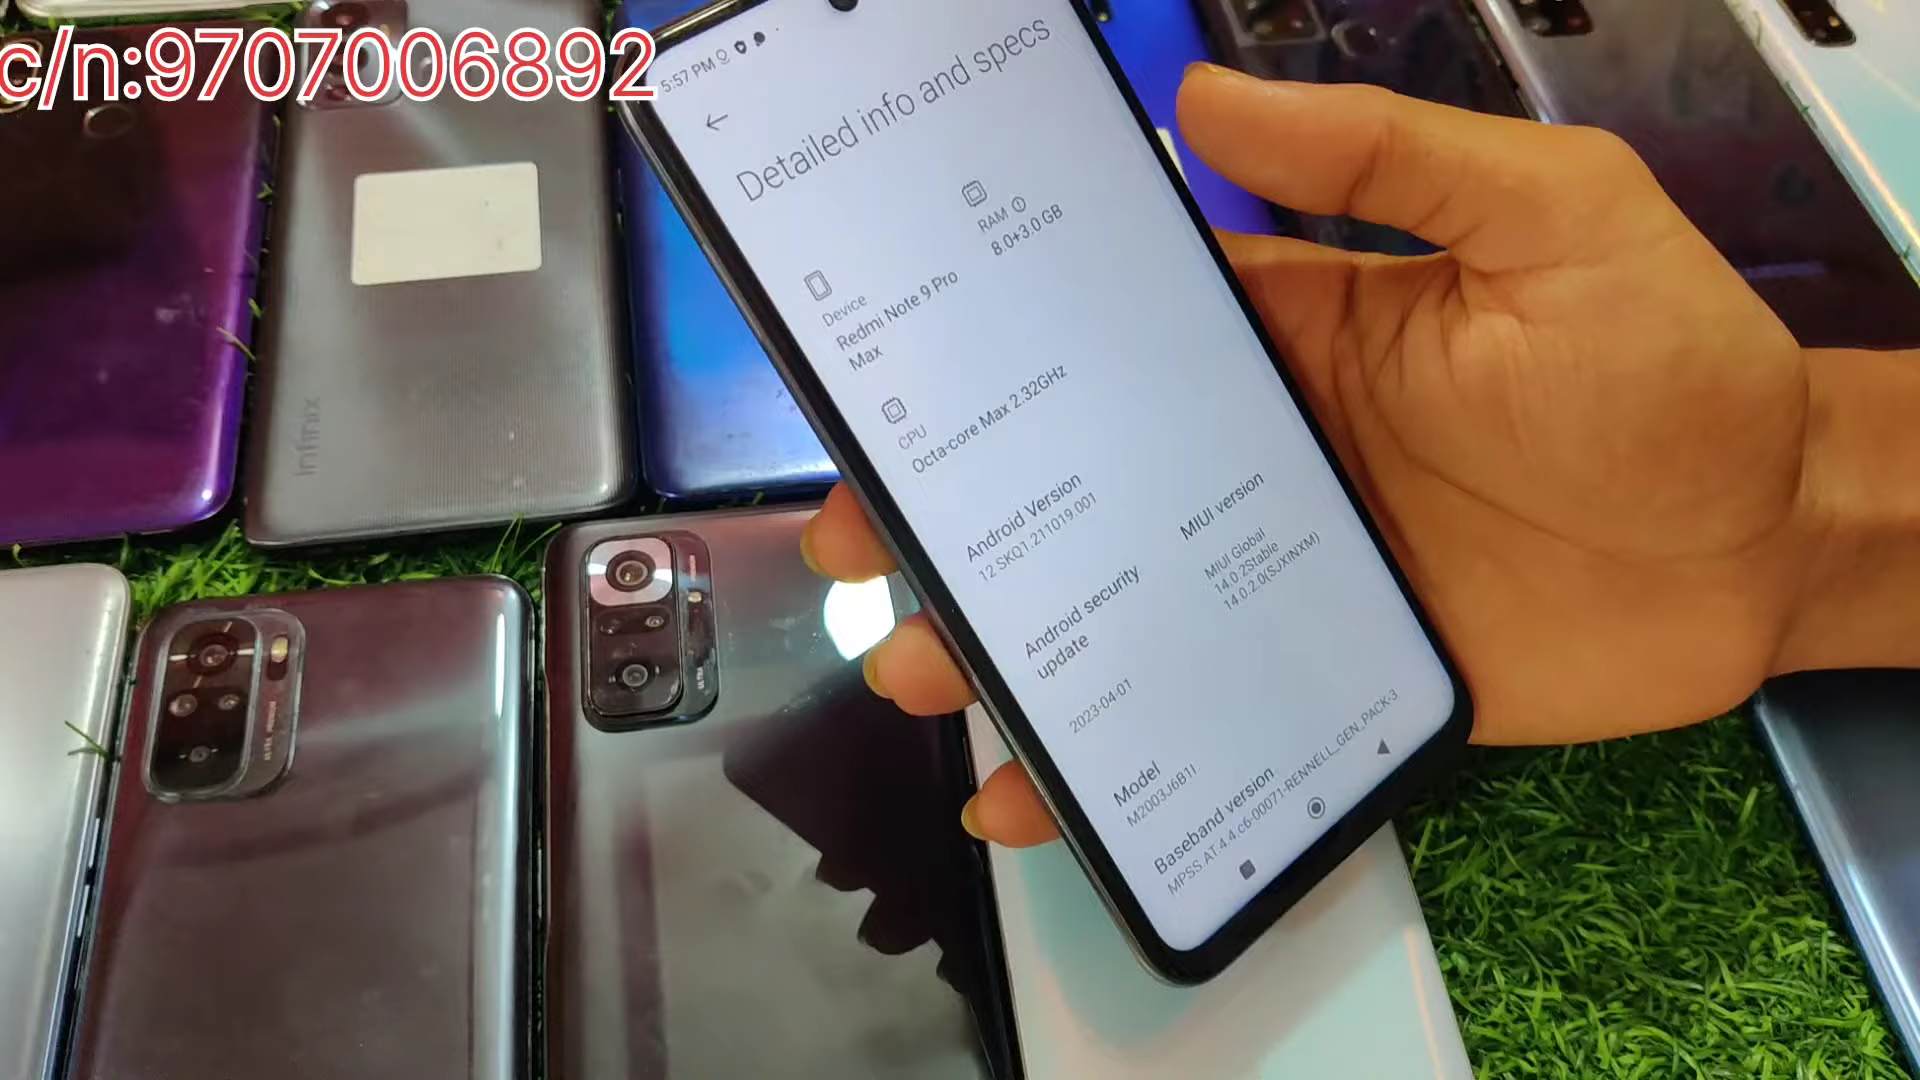 c/n:9707006892
5:57 PM
Detailed info and specs
Device
Redmi Note 9 Pro
Max
RAM
8.0+3.0 GB
CPU
Octa-core Max 2.32GHz
Android Version
12 SKQ1.211019.001
Android security
update
2023-04-01
MIUI version
MIUI Global
14.0.2Stable
14.0.2.0(SJXINXM)
Model
M2003J6B1I
Baseband version
MPSS.AT.4.4.c6-00071-RENNELL_GEN_PACK-3
Infinix